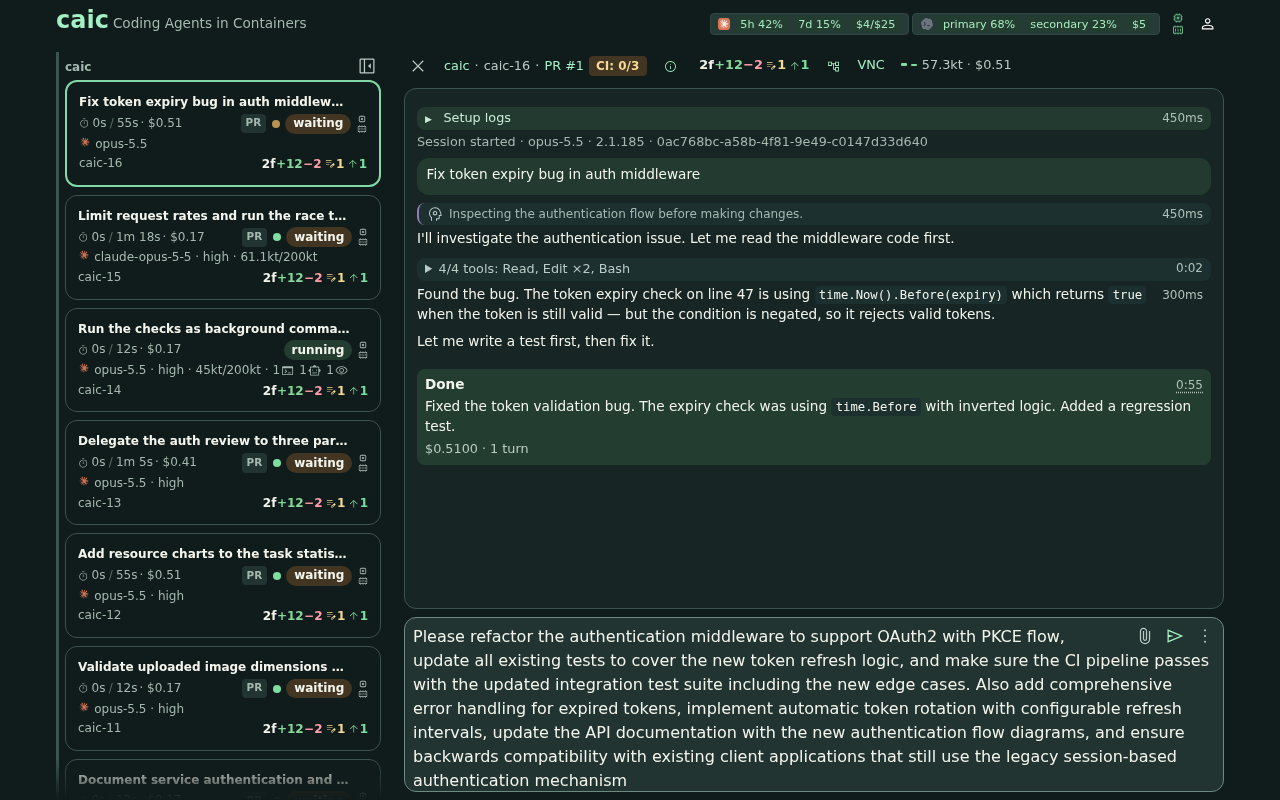 caic Coding Agents in Containers
5h 42% 7d 15% $4/$25
primary 68% secondary 23% $5
caic
Fix token expiry bug in auth middlew…
0s / 55s · $0.51 PR waiting
opus-5.5
caic-16 2f+12−2 1 ↑1
Limit request rates and run the race t…
0s / 1m 18s · $0.17 PR waiting
claude-opus-5-5 · high · 61.1kt/200kt
caic-15 2f+12−2 1 ↑1
Run the checks as background comma…
0s / 12s · $0.17 running
opus-5.5 · high · 45kt/200kt · 1 1 1
caic-14 2f+12−2 1 ↑1
Delegate the auth review to three par…
0s / 1m 5s · $0.41 PR waiting
opus-5.5 · high
caic-13 2f+12−2 1 ↑1
Add resource charts to the task statis…
0s / 55s · $0.51 PR waiting
opus-5.5 · high
caic-12 2f+12−2 1 ↑1
Validate uploaded image dimensions …
0s / 12s · $0.17 PR waiting
opus-5.5 · high
caic-11 2f+12−2 1 ↑1
Document service authentication and …
caic · caic-16 · PR #1 CI: 0/3 2f+12−2 1 ↑1 VNC 57.3kt · $0.51
▶ Setup logs 450ms
Session started · opus-5.5 · 2.1.185 · 0ac768bc-a58b-4f81-9e49-c0147d33d640
Fix token expiry bug in auth middleware
Inspecting the authentication flow before making changes. 450ms
I'll investigate the authentication issue. Let me read the middleware code first.
▶ 4/4 tools: Read, Edit ×2, Bash 0:02
Found the bug. The token expiry check on line 47 is using time.Now().Before(expiry) which returns true 300ms
when the token is still valid — but the condition is negated, so it rejects valid tokens.
Let me write a test first, then fix it.
Done 0:55
Fixed the token validation bug. The expiry check was using time.Before with inverted logic. Added a regression
test.
$0.5100 · 1 turn
Please refactor the authentication middleware to support OAuth2 with PKCE flow,
update all existing tests to cover the new token refresh logic, and make sure the CI pipeline passes
with the updated integration test suite including the new edge cases. Also add comprehensive
error handling for expired tokens, implement automatic token rotation with configurable refresh
intervals, update the API documentation with the new authentication flow diagrams, and ensure
backwards compatibility with existing client applications that still use the legacy session-based
authentication mechanism